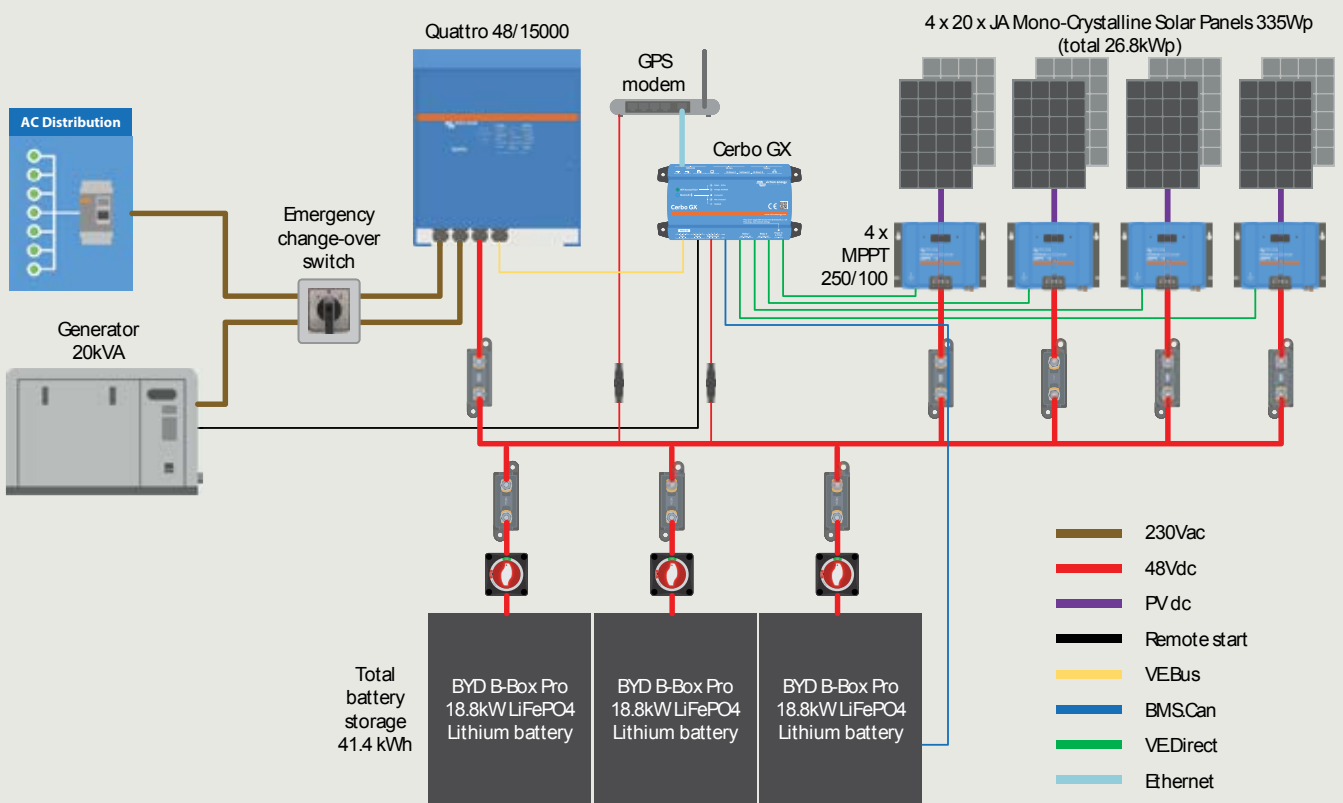 Quattro 48/15000
4 x 20 x JA Mono-Crystalline Solar Panels 335Wp
(total 26.8kWp)
GPS
modem
AC Distribution
Cerbo GX
Cerbo GX
Emergency
change-over
switch
4 x
MPPT
250/100
Generator
20kVA
Total
battery
storage
41.4 kWh
BYD B-Box Pro
18.8kW LiFePO4
Lithium battery
BYD B-Box Pro
18.8kW LiFePO4
Lithium battery
BYD B-Box Pro
18.8kW LiFePO4
Lithium battery
230Vac
48Vdc
PV dc
Remote start
VE.Bus
BMS.Can
VE.Direct
Ethernet